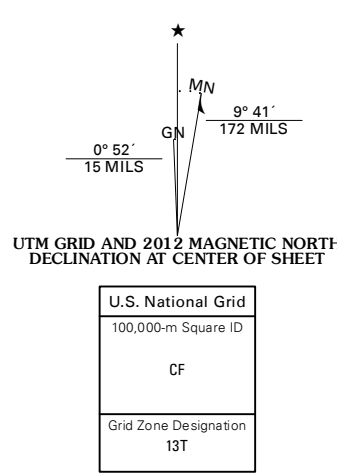 ★
MN
GN
9° 41´
172 MILS
0° 52´
15 MILS
UTM GRID AND 2012 MAGNETIC NORTH
DECLINATION AT CENTER OF SHEET
U.S. National Grid
100,000-m Square ID
CF
Grid Zone Designation
13T